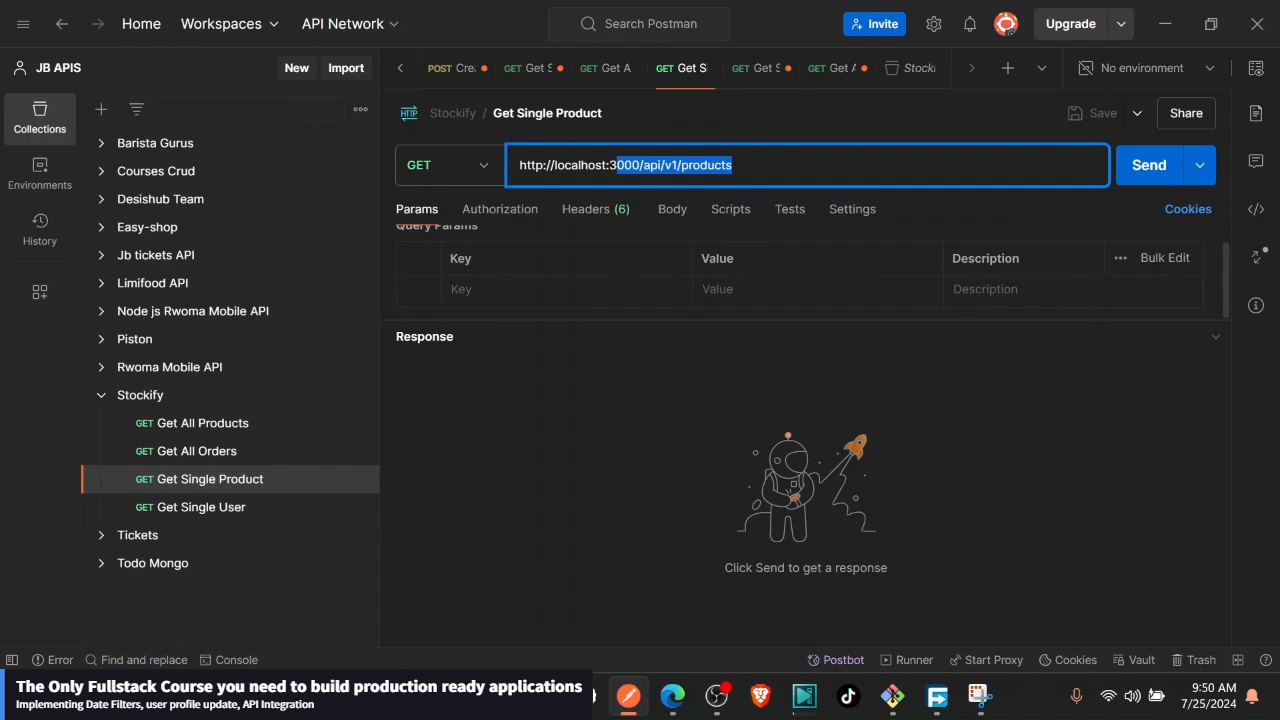 Home
Workspaces
API Network
Search Postman
Invite
Upgrade
JB APIS
New
Import
POST Cre
GET Get S
GET Get A
GET Get S
GET Get S
GET Get A
Stocki
No environment
Collections
Environments
History
Barista Gurus
Courses Crud
Desishub Team
Easy-shop
Jb tickets API
Limifood API
Node js Rwoma Mobile API
Piston
Rwoma Mobile API
Stockify
GET Get All Products
GET Get All Orders
GET Get Single Product
GET Get Single User
Tickets
Todo Mongo
HTTP
Stockify / Get Single Product
Save
Share
GET
http://localhost:3000/api/v1/products
Send
Params
Authorization
Headers (6)
Body
Scripts
Tests
Settings
Cookies
Query Params
Key
Value
Description
Bulk Edit
Key
Value
Description
Response
Click Send to get a response
Error
Find and replace
Console
Postbot
Runner
Start Proxy
Cookies
Vault
Trash
The Only Fullstack Course you need to build production ready applications
Implementing Date Filters, user profile update, API Integration
9:50 AM
7/25/2024